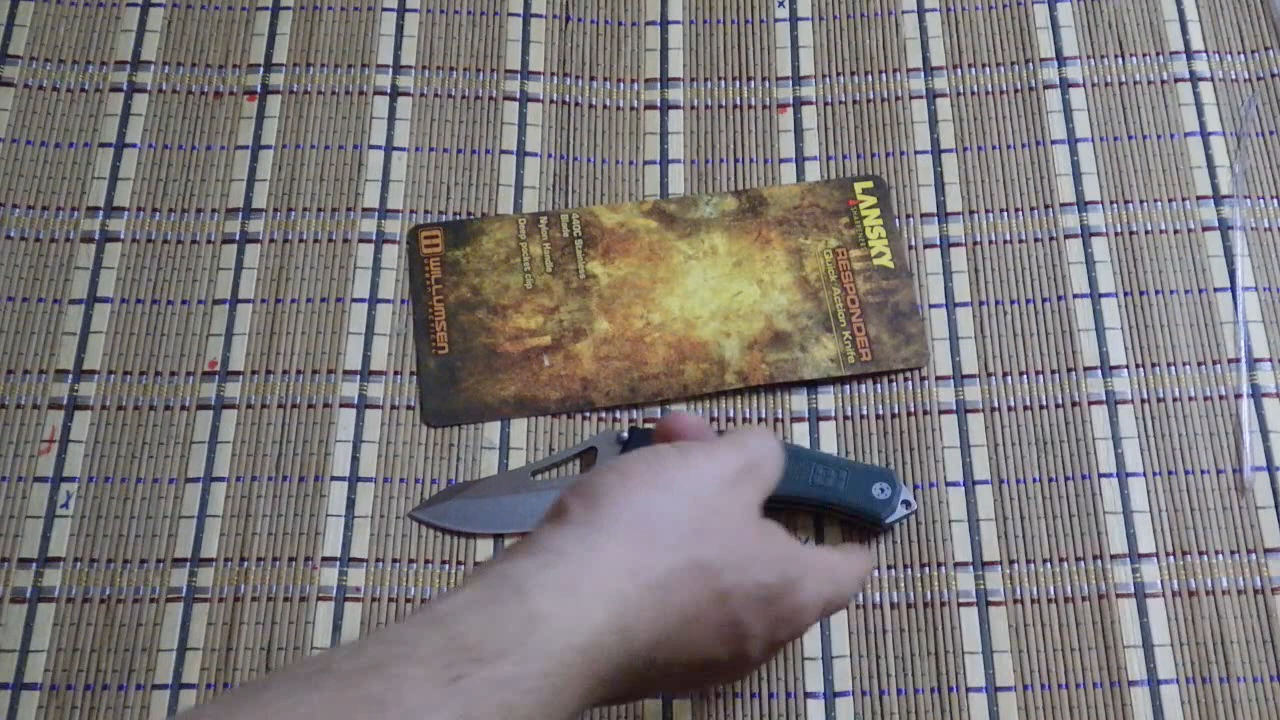 LANSKY
RESPONDER
Quick Action Knife
440c Stainless
Blade
Nylon Handle
Deep pocket clip
WILLUMSEN